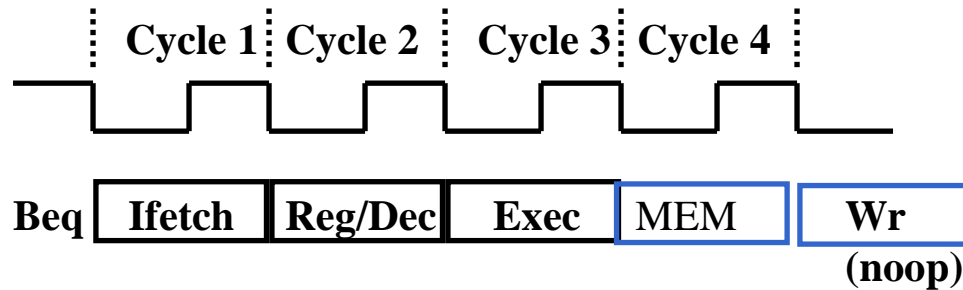 Cycle 1 Cycle 2 Cycle 3 Cycle 4
Beq Ifetch Reg/Dec Exec MEM Wr
(noop)